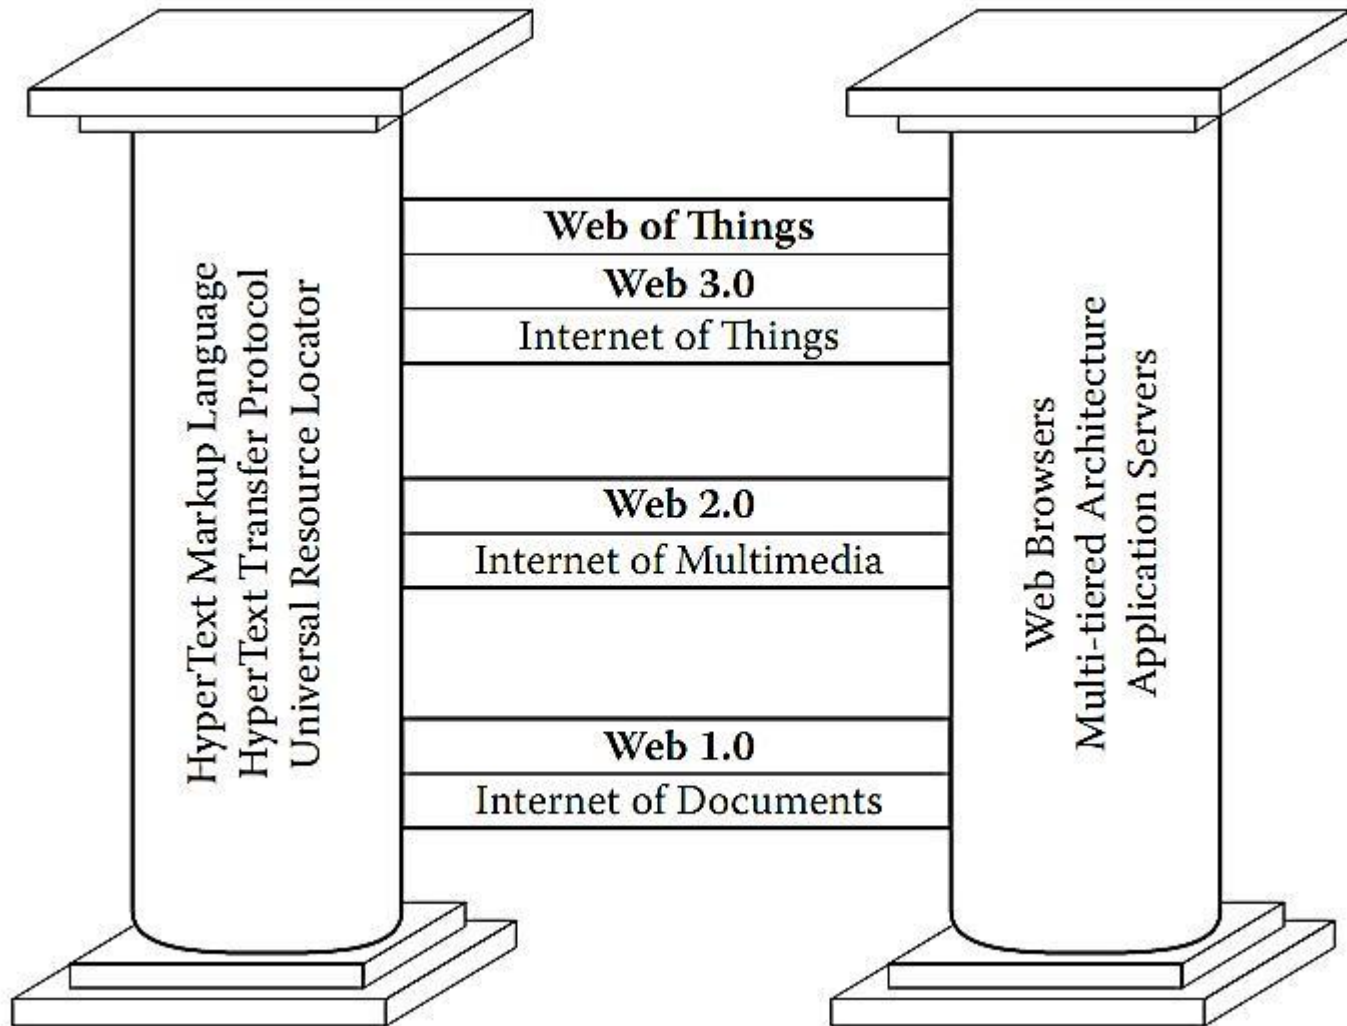 HyperText Markup Language
HyperText Transfer Protocol
Universal Resource Locator
Web of Things
Web 3.0
Internet of Things
Web 2.0
Internet of Multimedia
Web 1.0
Internet of Documents
Web Browsers
Multi-tiered Architecture
Application Servers